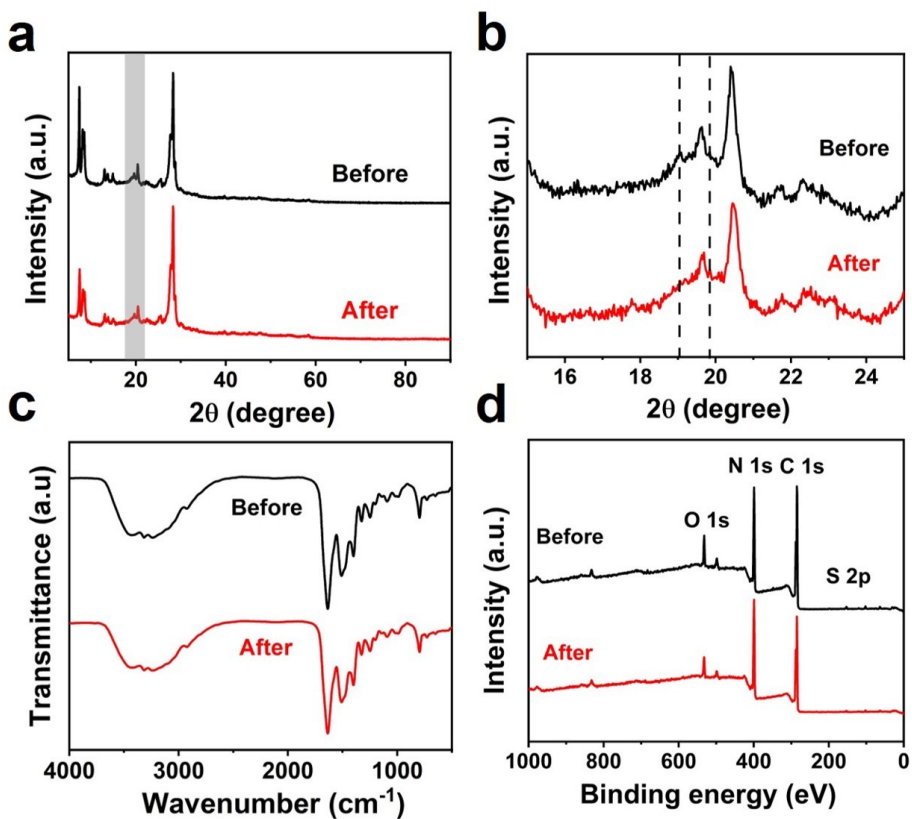 a
Intensity (a.u.)
Before
After
20 40 60 80
2θ (degree)
b
Intensity (a.u.)
Before
After
16 18 20 22 24
2θ (degree)
c
Transmittance (a.u)
Before
After
4000 3000 2000 1000
Wavenumber (cm⁻¹)
d
Intensity (a.u.)
N 1s C 1s
O 1s
Before
S 2p
After
1000 800 600 400 200 0
Binding energy (eV)